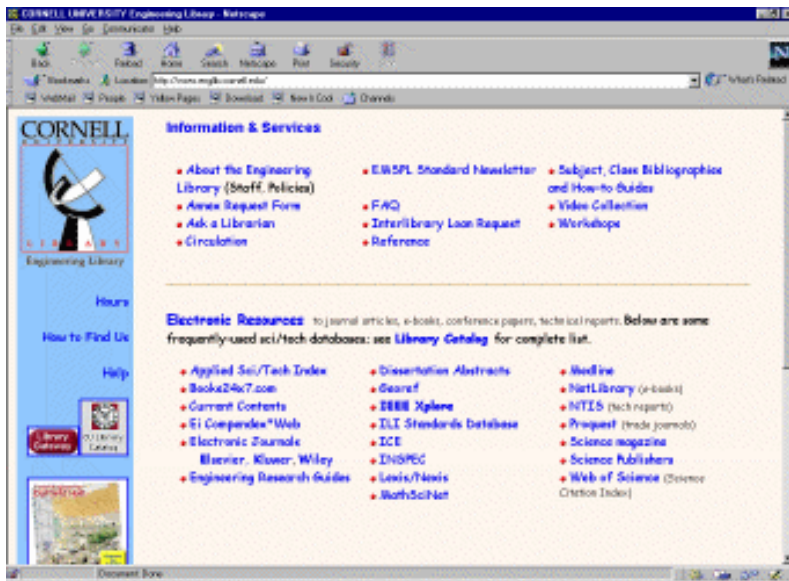 CORNELL UNIVERSITY Engineering Library - Netscape
File Edit View Go Communicator Help
Back Reload Home Search Netscape Print Security
Bookmarks Location http://www.englib.cornell.edu/ What's Related
WebMail People Yellow Pages Download New & Cool Channels
CORNELL
UNIVERSITY
LIBRARY
Engineering Library
Hours
How to Find Us
Help
Library Gateway
CU Library Catalog
Information & Services
About the Engineering Library (Staff, Policies)
Annex Request Form
Ask a Librarian
Circulation
EWSPL Standard Newsletter
FAQ
Interlibrary Loan Request
Reference
Subject, Class Bibliographies
and How-to Guides
Video Collection
Workshops
Electronic Resources to journal articles, e-books, conference papers, technical reports. Below are some
frequently-used sci/tech databases: see Library Catalog for complete list.
Applied Sci/Tech Index
Books24x7.com
Current Contents
Ei Compendex*Web
Electronic Journals
Elsevier, Kluwer, Wiley
Engineering Research Guides
Dissertation Abstracts
Georef
IEEE Xplore
ILI Standards Database
ICE
INSPEC
Lexis/Nexis
MathSciNet
Medline
NetLibrary (e-books)
NTIS (tech reports)
Proquest (trade journals)
Science magazine
Science Publishers
Web of Science (Science
Citation Index)
Document: Done